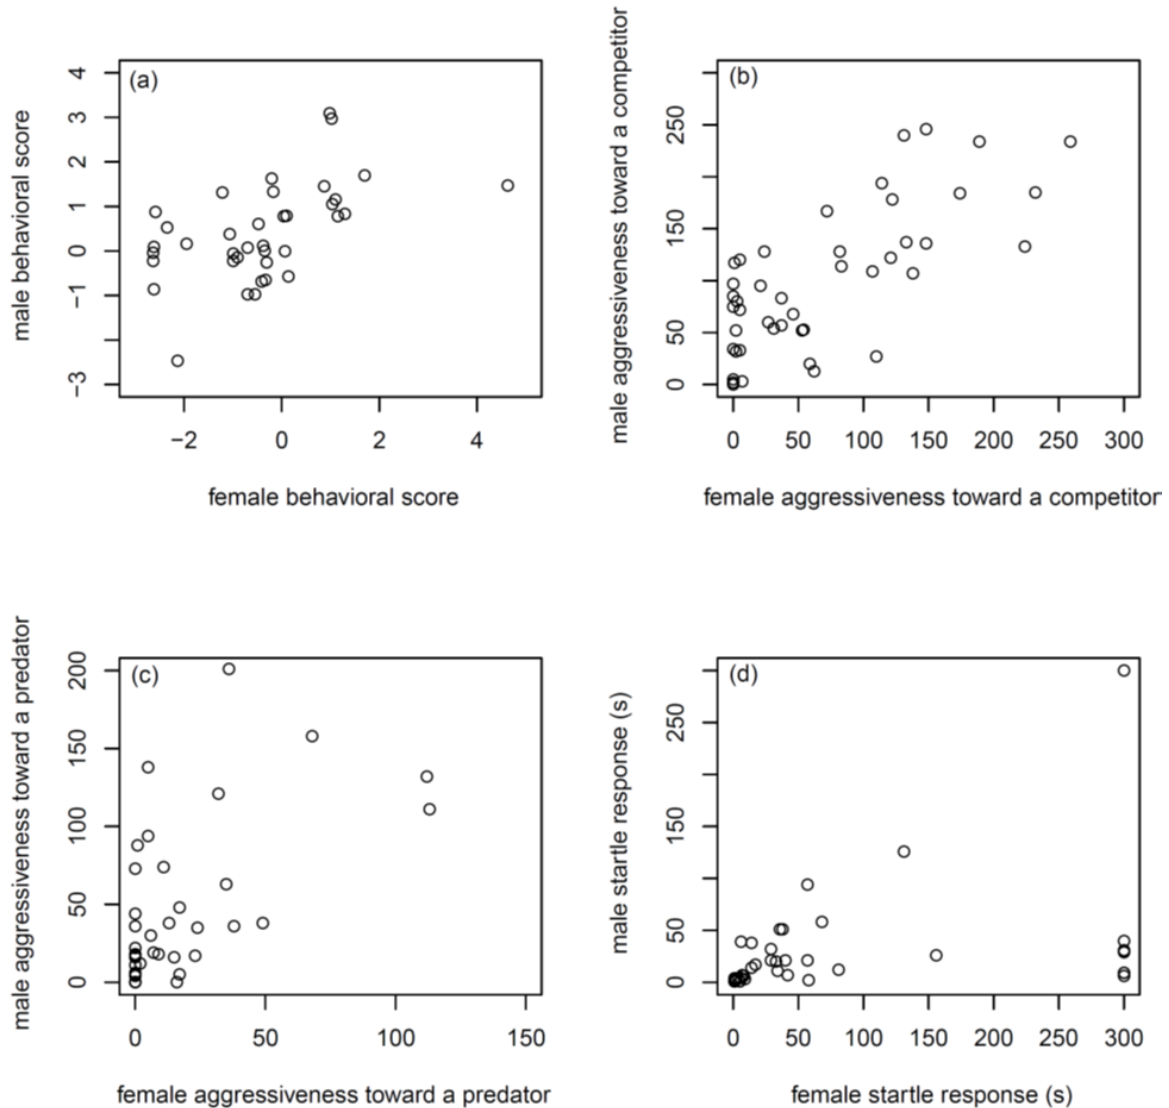 (a)
male behavioral score
4
3
2
1
0
−1
−3
−2 0 2 4
female behavioral score
(b)
male aggressiveness toward a competitor
250
150
50
0
0 50 100 150 200 250 300
female aggressiveness toward a competitor
(c)
male aggressiveness toward a predator
200
150
100
50
0
0 50 100 150
female aggressiveness toward a predator
(d)
male startle response (s)
250
150
50
0
0 50 100 150 200 250 300
female startle response (s)